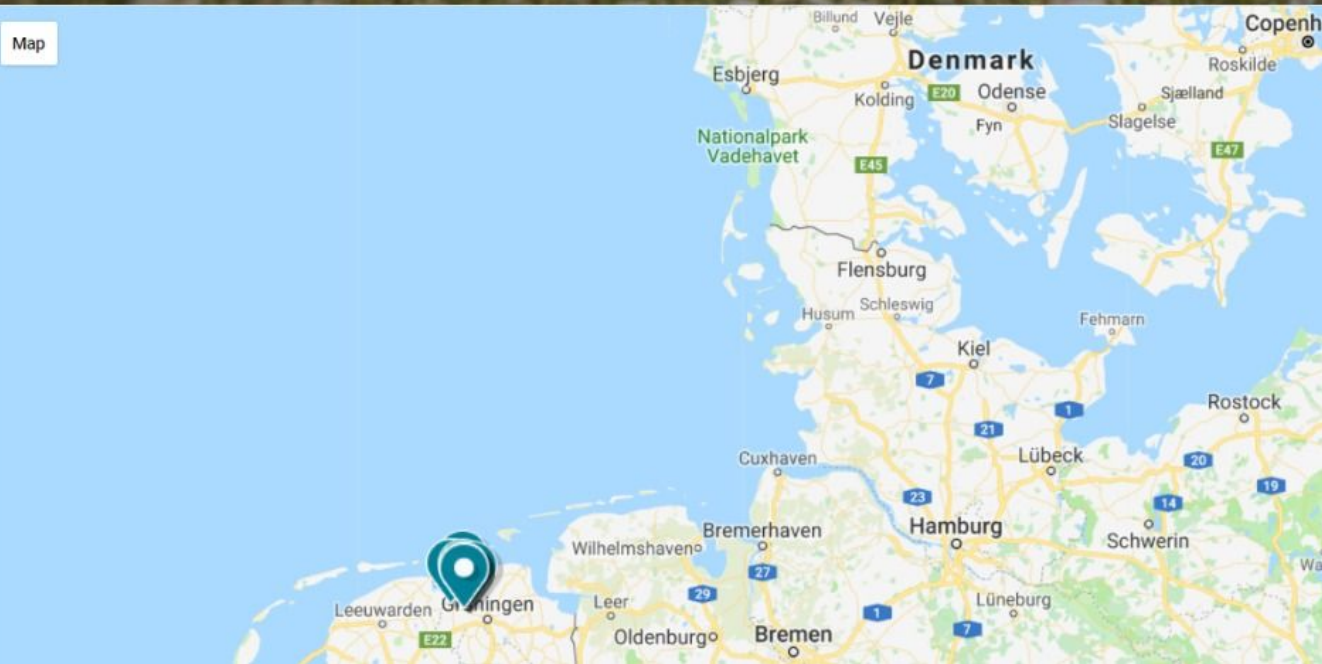 Map
Billund
Vejle
Copenh
Denmark
Roskilde
Esbjerg
Kolding
E20
Odense
Sjælland
Fyn
Slagelse
Nationalpark
Vadehavet
E45
E47
Flensburg
Schleswig
Husum
Fehmarn
Kiel
7
1
Rostock
21
Lübeck
20
Cuxhaven
19
23
14
Bremerhaven
Hamburg
Schwerin
Wilhelmshaven
Wa
27
29
Leer
Lüneburg
Leeuwarden
1
7
E22
Oldenburg
Bremen